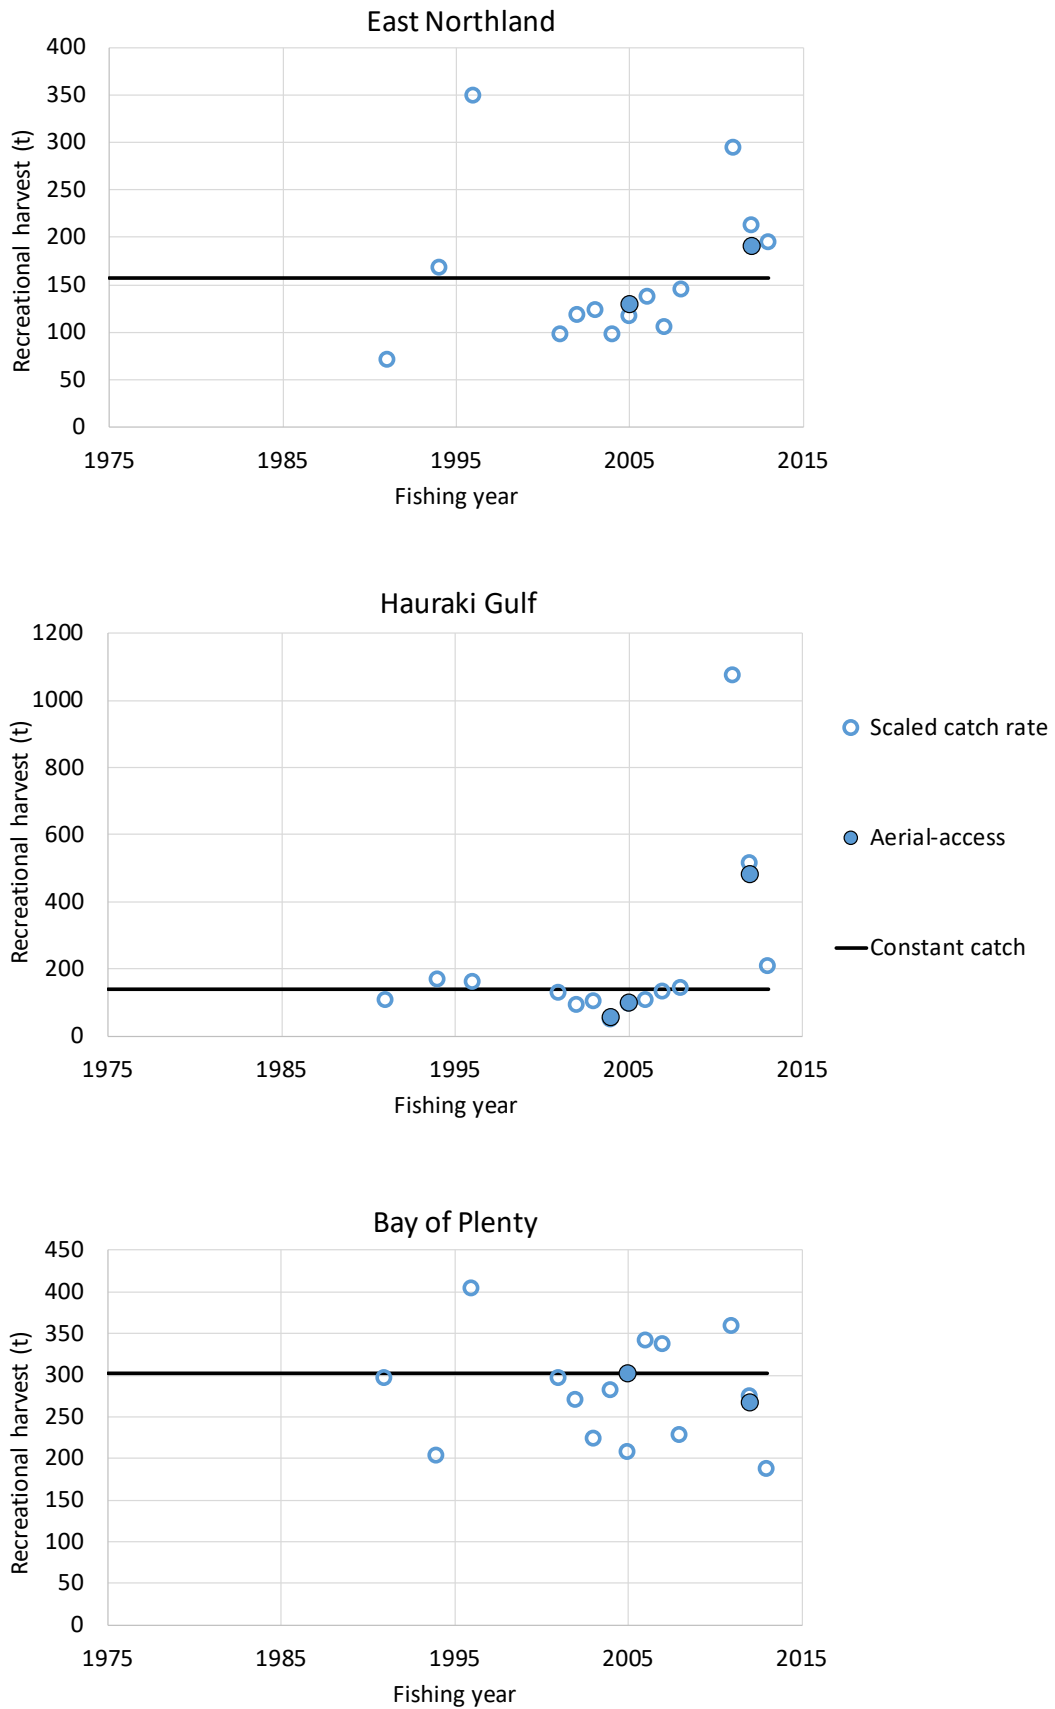 East Northland
400
350
300
250
200
150
100
50
0
Recreational harvest (t)
1975 1985 1995 2005 2015
Fishing year
Hauraki Gulf
1200
1000
800
600
400
200
0
Recreational harvest (t)
1975 1985 1995 2005 2015
Fishing year
Scaled catch rate
Aerial-access
Constant catch
Bay of Plenty
450
400
350
300
250
200
150
100
50
0
Recreational harvest (t)
1975 1985 1995 2005 2015
Fishing year